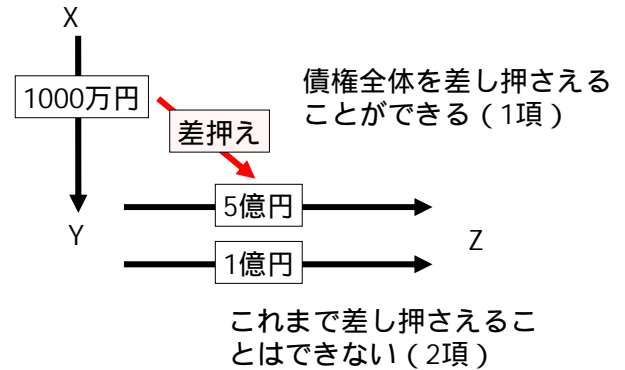 X
1000万円
差押え
債権全体を差し押さえる
ことができる（1項）
5億円
Y
Z
1億円
これまで差し押さえるこ
とはできない（2項）